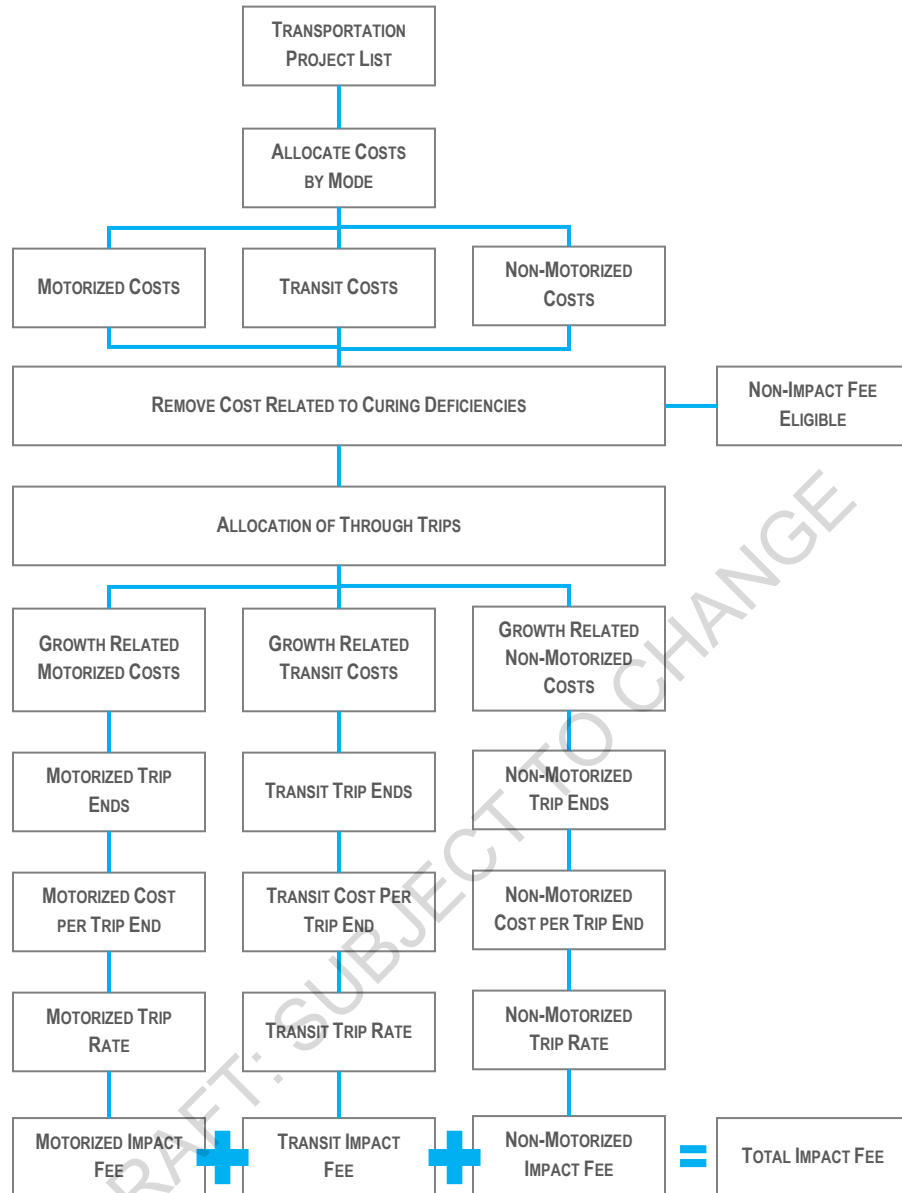 TRANSPORTATION
PROJECT LIST
ALLOCATE COSTS
BY MODE
MOTORIZED COSTS
TRANSIT COSTS
NON-MOTORIZED
COSTS
REMOVE COST RELATED TO CURING DEFICIENCIES
NON-IMPACT FEE
ELIGIBLE
ALLOCATION OF THROUGH TRIPS
GROWTH RELATED
MOTORIZED COSTS
GROWTH RELATED
TRANSIT COSTS
GROWTH RELATED
NON-MOTORIZED
COSTS
MOTORIZED TRIP
ENDS
TRANSIT TRIP ENDS
NON-MOTORIZED
TRIP ENDS
MOTORIZED COST
PER TRIP END
TRANSIT COST PER
TRIP END
NON-MOTORIZED
COST PER TRIP END
MOTORIZED TRIP
RATE
TRANSIT TRIP RATE
NON-MOTORIZED
TRIP RATE
MOTORIZED IMPACT
FEE
+
TRANSIT IMPACT
FEE
+
NON-MOTORIZED
IMPACT FEE
=
TOTAL IMPACT FEE
DRAFT: SUBJECT TO CHANGE